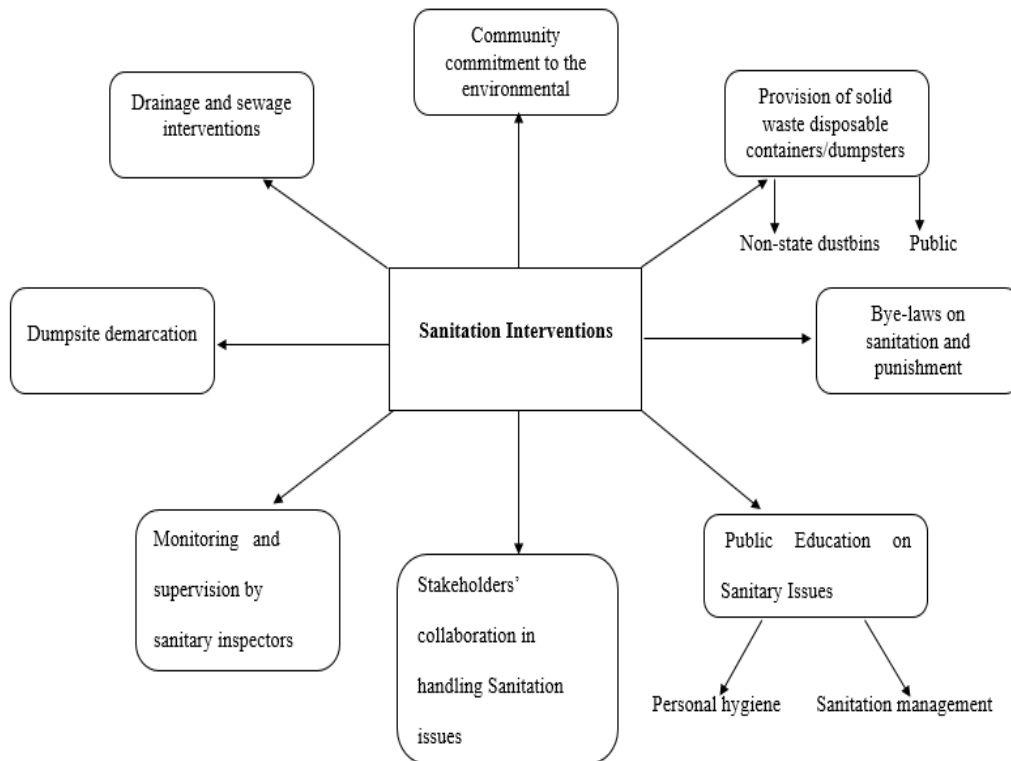 Community
commitment to the
environmental
Drainage and sewage
interventions
Provision of solid
waste disposable
containers/dumpsters
Non-state dustbins
Public
Dumpsite demarcation
Sanitation Interventions
Bye-laws on
sanitation and
punishment
Monitoring and
supervision by
sanitary inspectors
Stakeholders’
collaboration in
handling Sanitation
issues
Public Education on
Sanitary Issues
Personal hygiene
Sanitation management